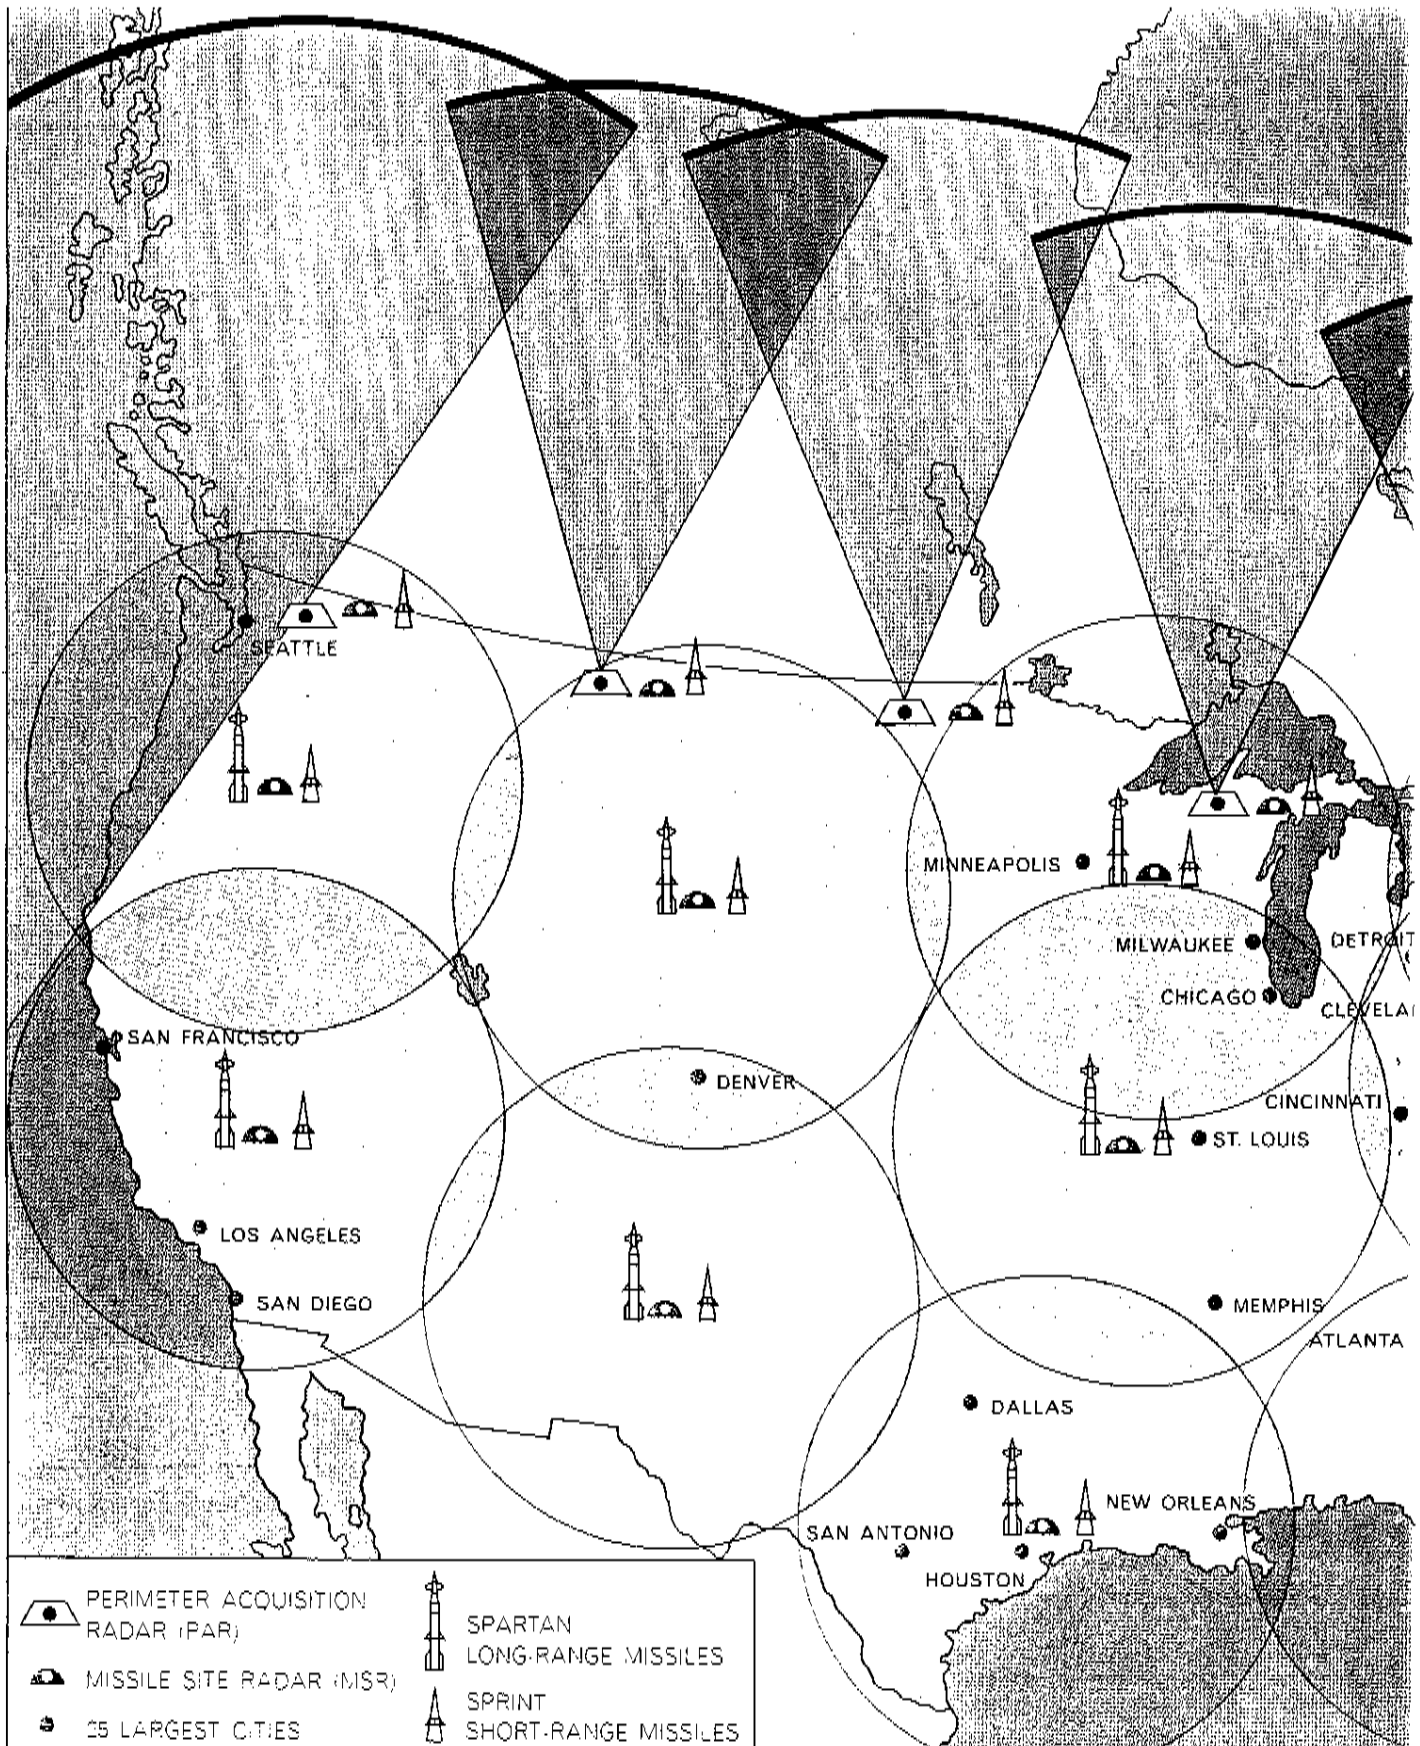 SEATTLE
MINNEAPOLIS
MILWAUKEE
DETROIT
CHICAGO
CLEVELA
SAN FRANCISCO
DENVER
CINCINNATI
ST. LOUIS
LOS ANGELES
SAN DIEGO
MEMPHIS
ATLANTA
DALLAS
NEW ORLEANS
SAN ANTONIO
HOUSTON
PERIMETER ACQUISITION
RADAR (PAR)
MISSILE SITE RADAR (MSR)
25 LARGEST CITIES
SPARTAN
LONG-RANGE MISSILES
SPRINT
SHORT-RANGE MISSILES